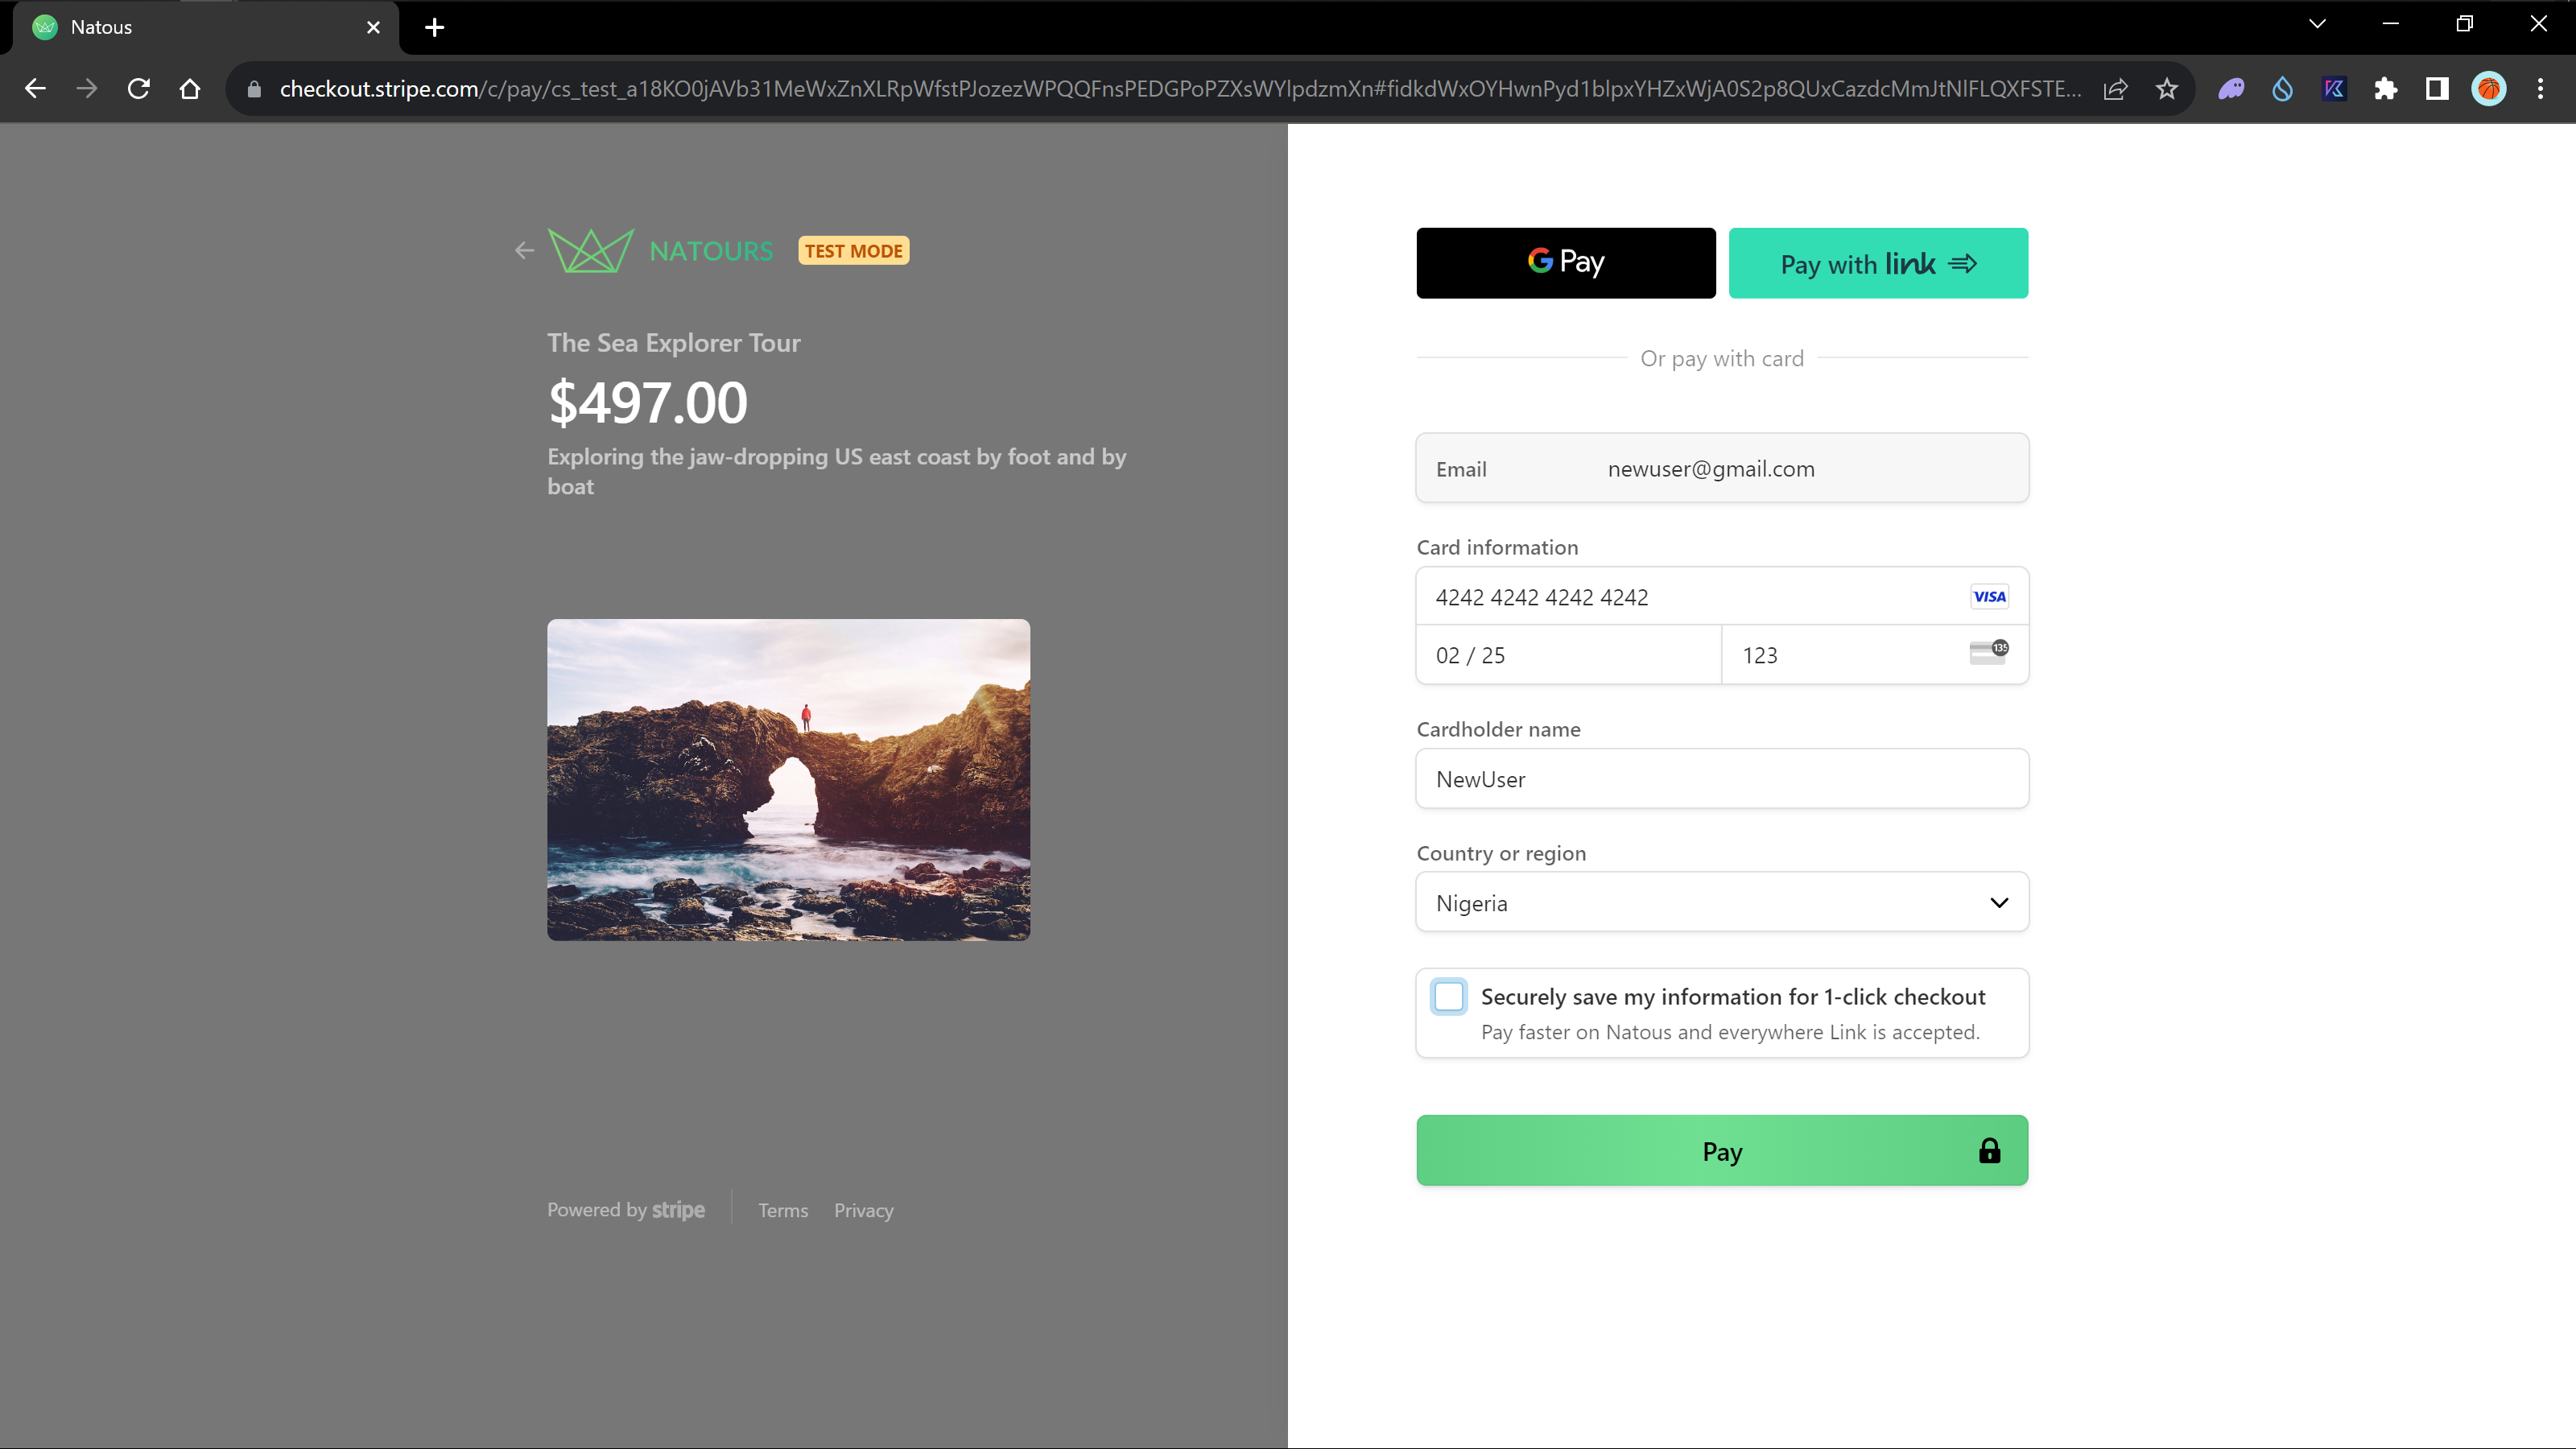 Natous
checkout.stripe.com/c/pay/cs_test_a18KO0jAVb31MeWxZnXLRpWfstPJozezWPQQFnsPEDGPoPZXsWYlpdzmXn#fidkdWxOYHwnPyd1blpxYHZxWjA0S2p8QUxCazdcMmJtNlFLQXFSTE...
NATOURS TEST MODE
The Sea Explorer Tour
$497.00
Exploring the jaw-dropping US east coast by foot and by
boat
Powered by stripe
Terms Privacy
G Pay
Pay with link
Or pay with card
Email newuser@gmail.com
Card information
4242 4242 4242 4242 VISA
02 / 25 123 135
Cardholder name
NewUser
Country or region
Nigeria
Securely save my information for 1-click checkout
Pay faster on Natous and everywhere Link is accepted.
Pay